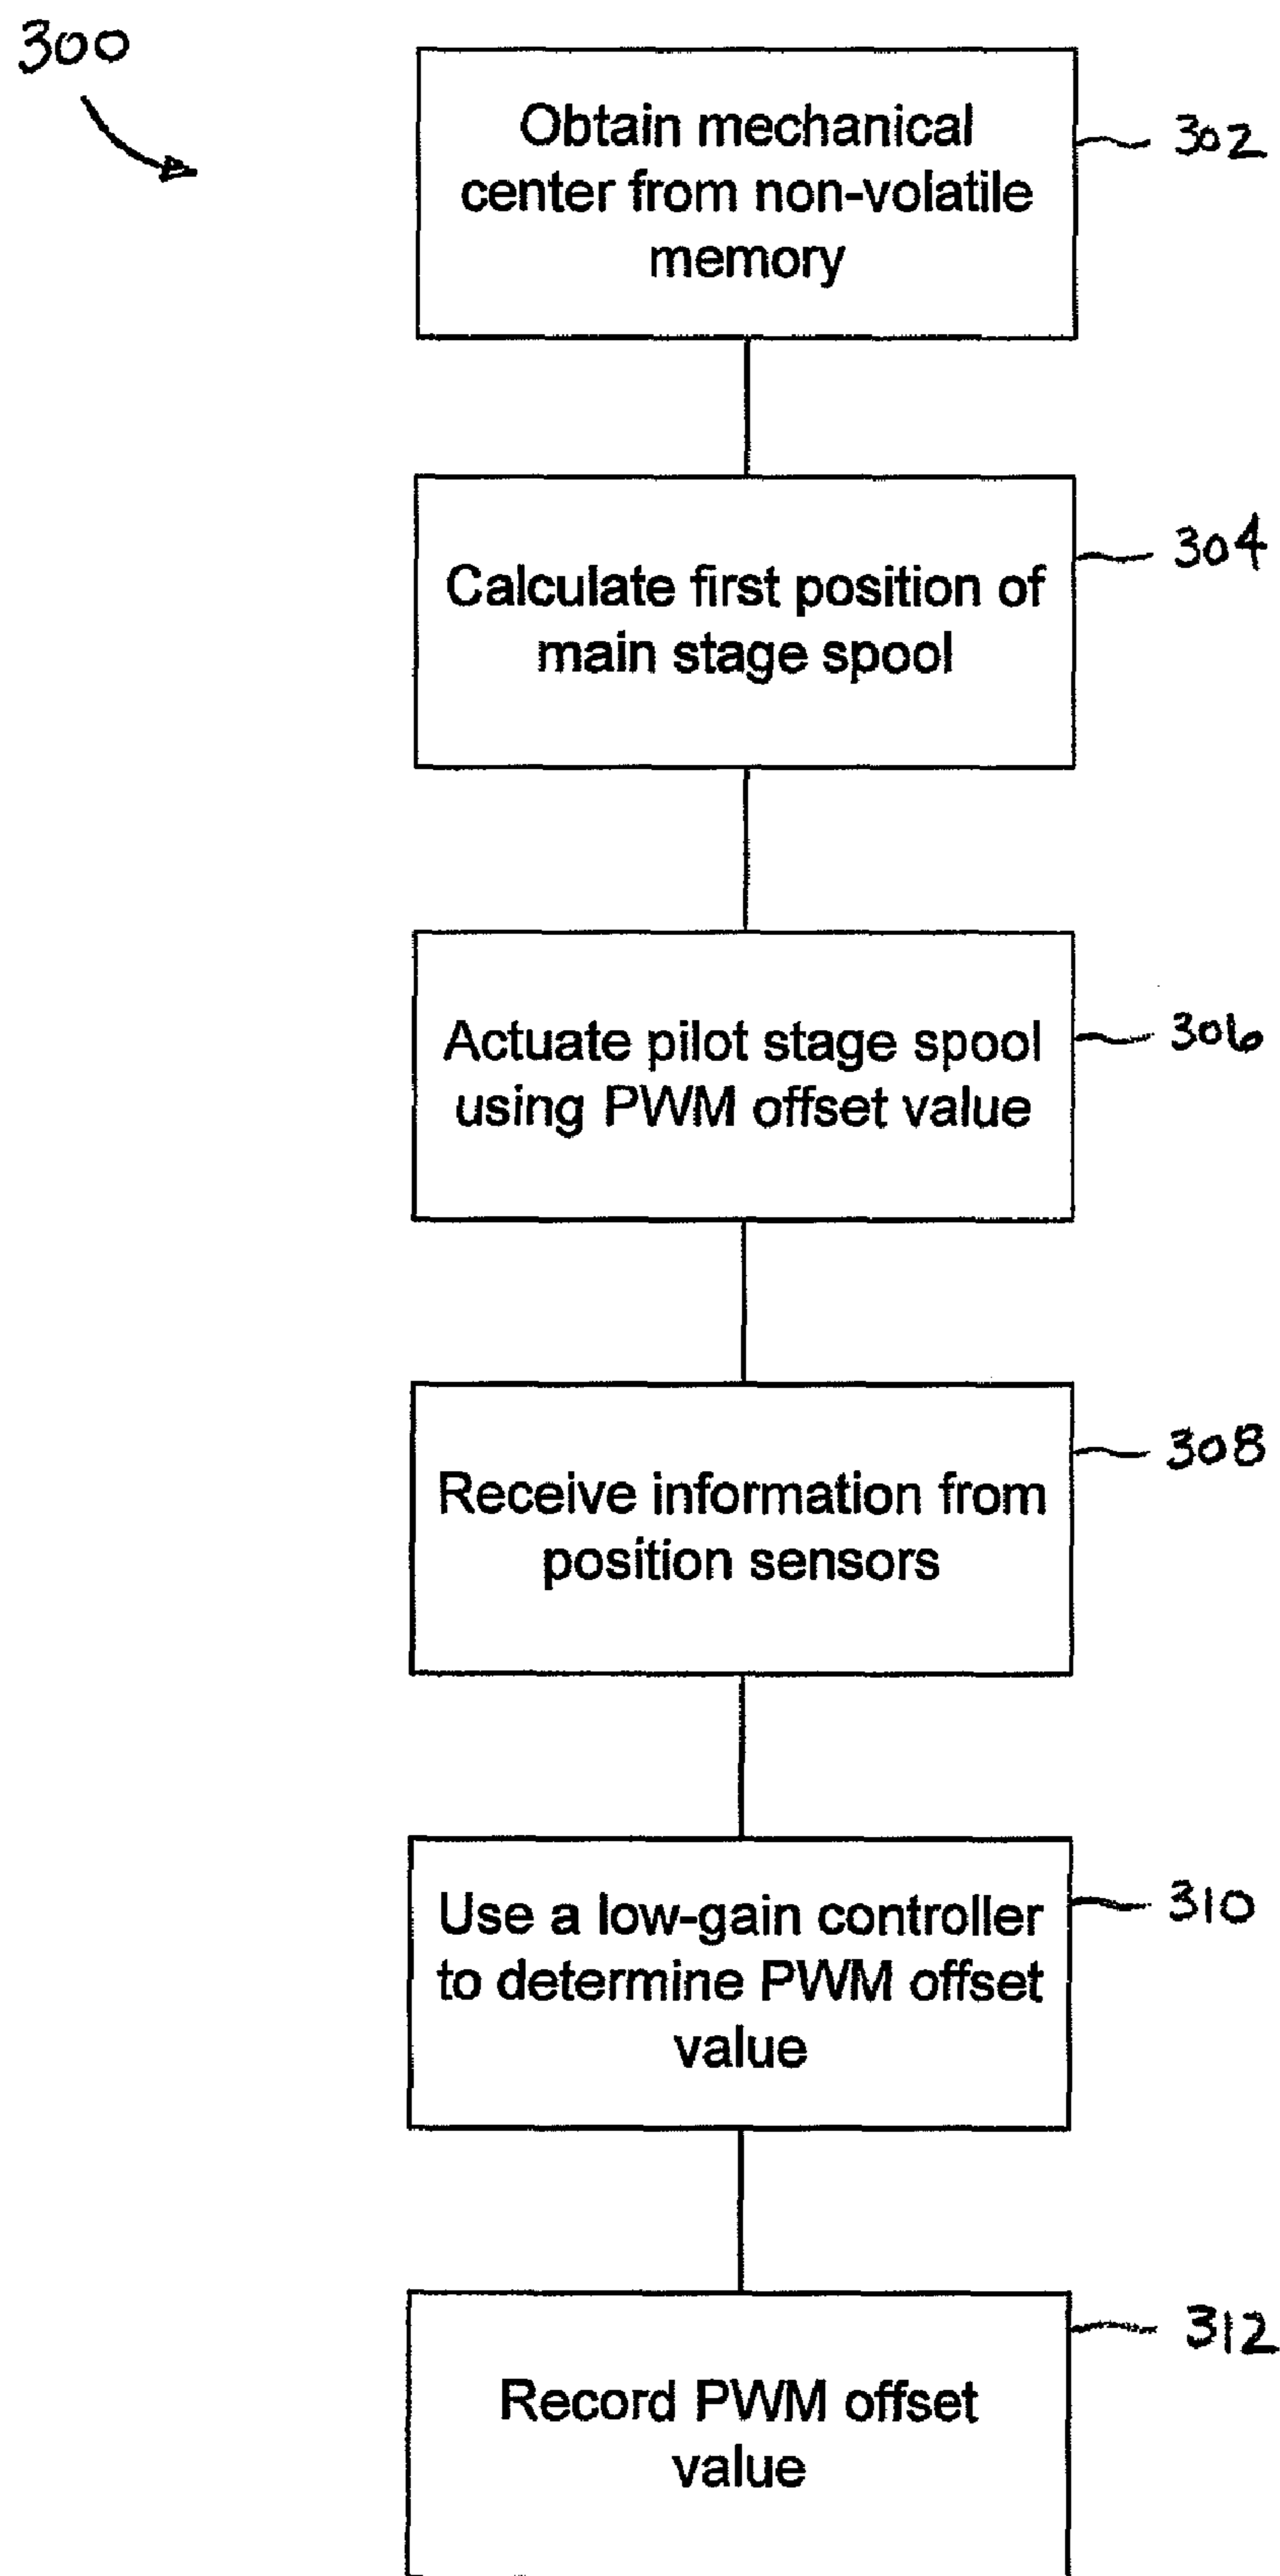 300
Obtain mechanical
center from non-volatile
memory
302
Calculate first position of
main stage spool
304
Actuate pilot stage spool
using PWM offset value
306
Receive information from
position sensors
308
Use a low-gain controller
to determine PWM offset
value
310
Record PWM offset
value
312